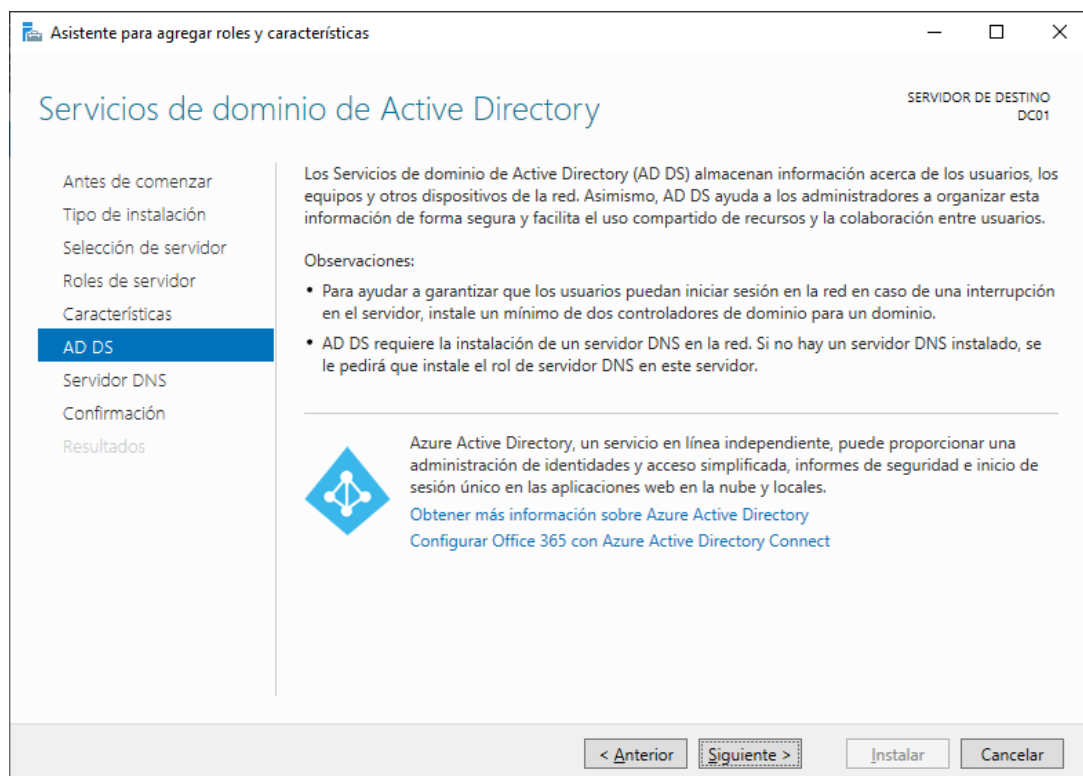 Asistente para agregar roles y características
Servicios de dominio de Active Directory
SERVIDOR DE DESTINO
DC01
Antes de comenzar
Tipo de instalación
Selección de servidor
Roles de servidor
Características
AD DS
Servidor DNS
Confirmación
Resultados
Los Servicios de dominio de Active Directory (AD DS) almacenan información acerca de los usuarios, los
equipos y otros dispositivos de la red. Asimismo, AD DS ayuda a los administradores a organizar esta
información de forma segura y facilita el uso compartido de recursos y la colaboración entre usuarios.
Observaciones:
• Para ayudar a garantizar que los usuarios puedan iniciar sesión en la red en caso de una interrupción
en el servidor, instale un mínimo de dos controladores de dominio para un dominio.
• AD DS requiere la instalación de un servidor DNS en la red. Si no hay un servidor DNS instalado, se
le pedirá que instale el rol de servidor DNS en este servidor.
Azure Active Directory, un servicio en línea independiente, puede proporcionar una
administración de identidades y acceso simplificada, informes de seguridad e inicio de
sesión único en las aplicaciones web en la nube y locales.
Obtener más información sobre Azure Active Directory
Configurar Office 365 con Azure Active Directory Connect
< Anterior
Siguiente >
Instalar
Cancelar